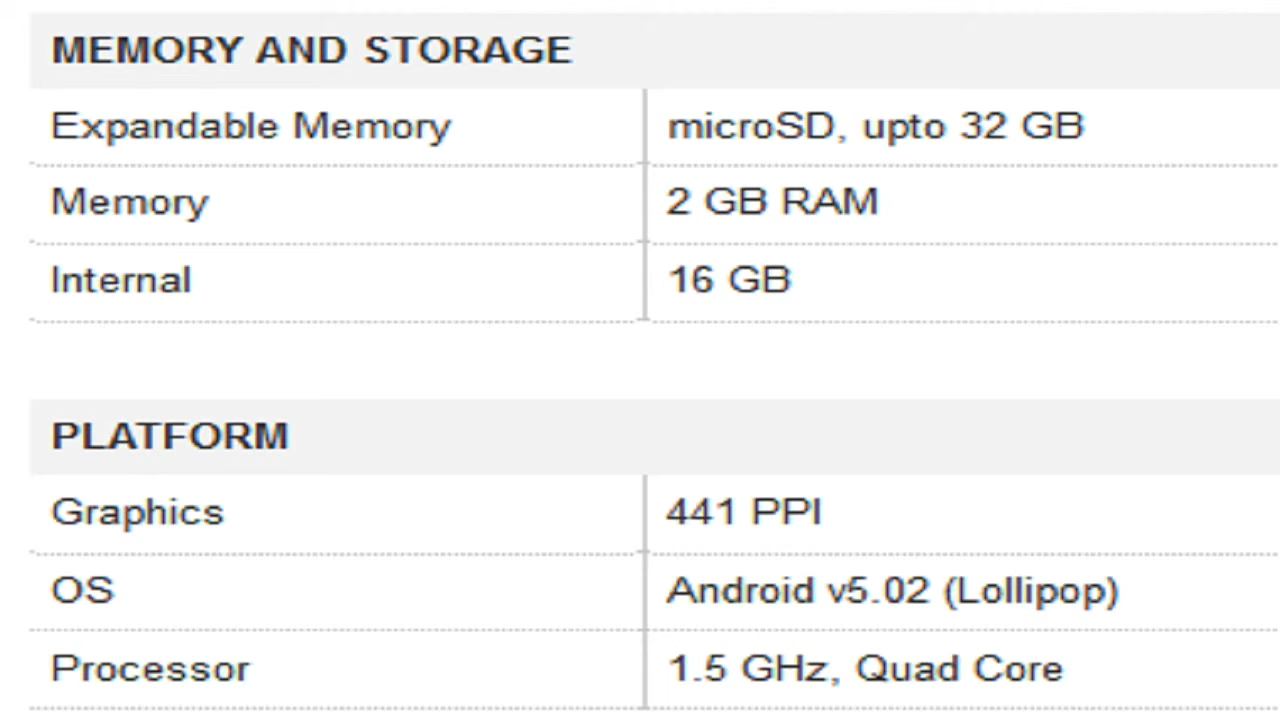 MEMORY AND STORAGE
Expandable Memory microSD, upto 32 GB
Memory 2 GB RAM
Internal 16 GB
PLATFORM
Graphics 441 PPI
OS Android v5.02 (Lollipop)
Processor 1.5 GHz, Quad Core